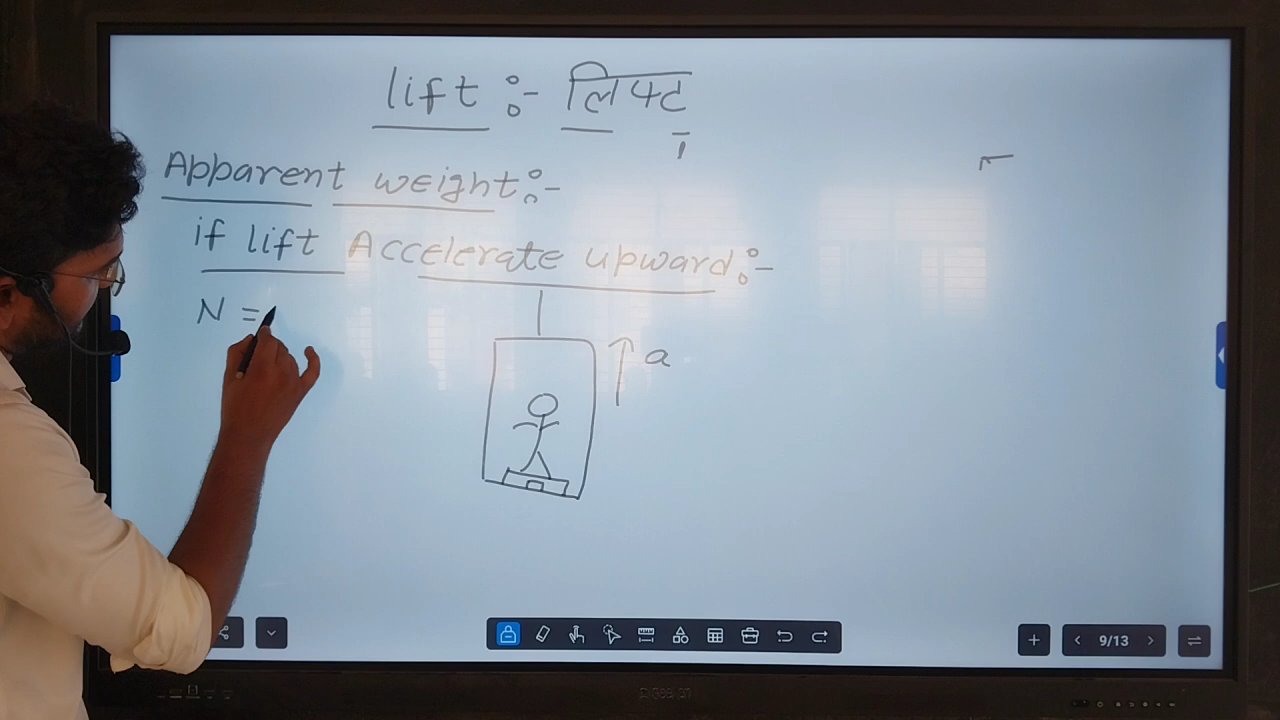 lift :- लिफ्ट
Apparent weight:-
if lift Accelerate upward:-
N =
a
9/13